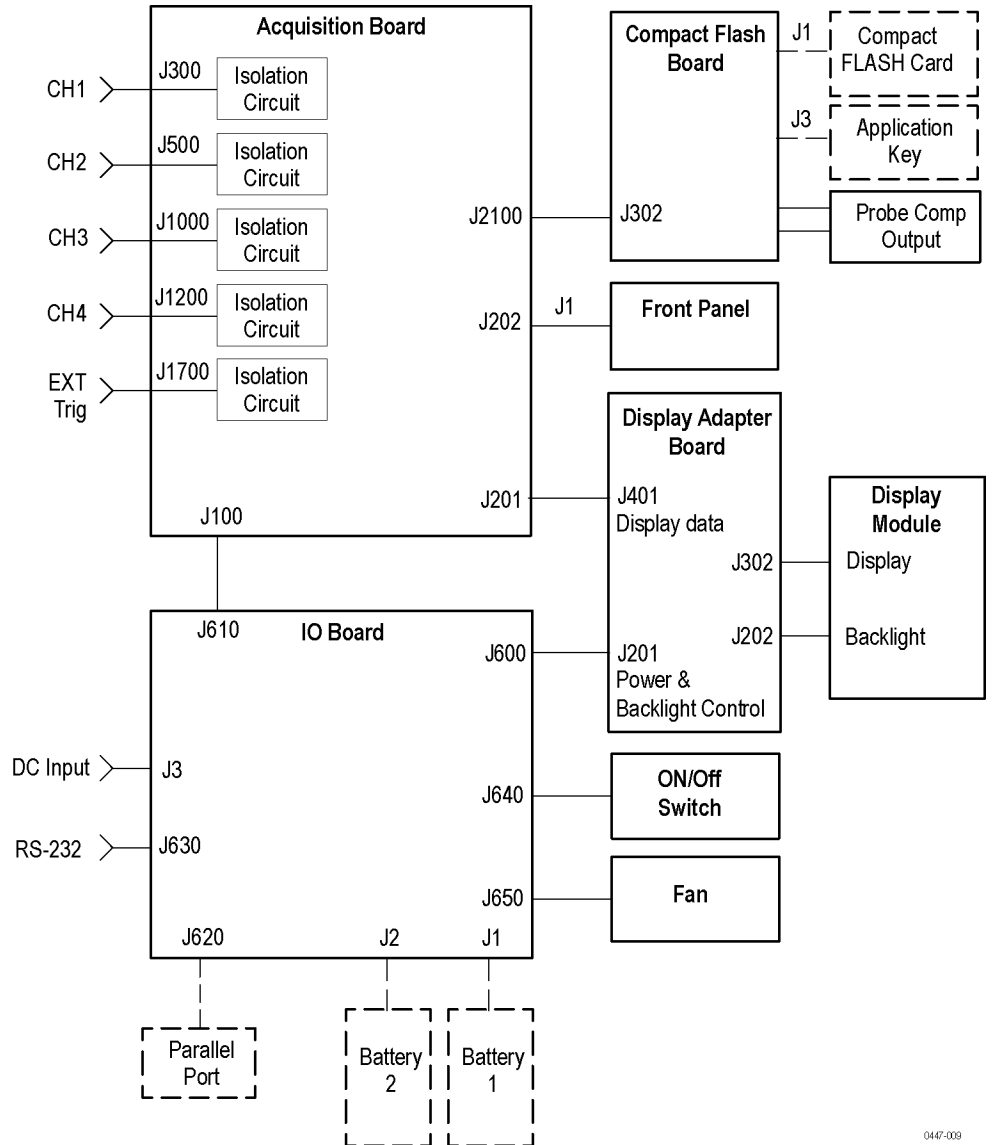 Acquisition Board
CH1
J300
Isolation
Circuit
CH2
J500
Isolation
Circuit
CH3
J1000
Isolation
Circuit
CH4
J1200
Isolation
Circuit
EXT
Trig
J1700
Isolation
Circuit
J2100
J202
J201
J100
Compact Flash
Board
J302
J1
Compact
FLASH Card
J3
Application
Key
Probe Comp
Output
J1
Front Panel
Display Adapter
Board
J401
Display data
J302
J202
J201
Power &
Backlight Control
Display
Module
Display
Backlight
J610
IO Board
J600
DC Input
J3
RS-232
J630
J640
ON/Off
Switch
J650
Fan
J620
J2
J1
Parallel
Port
Battery
2
Battery
1
0447-009